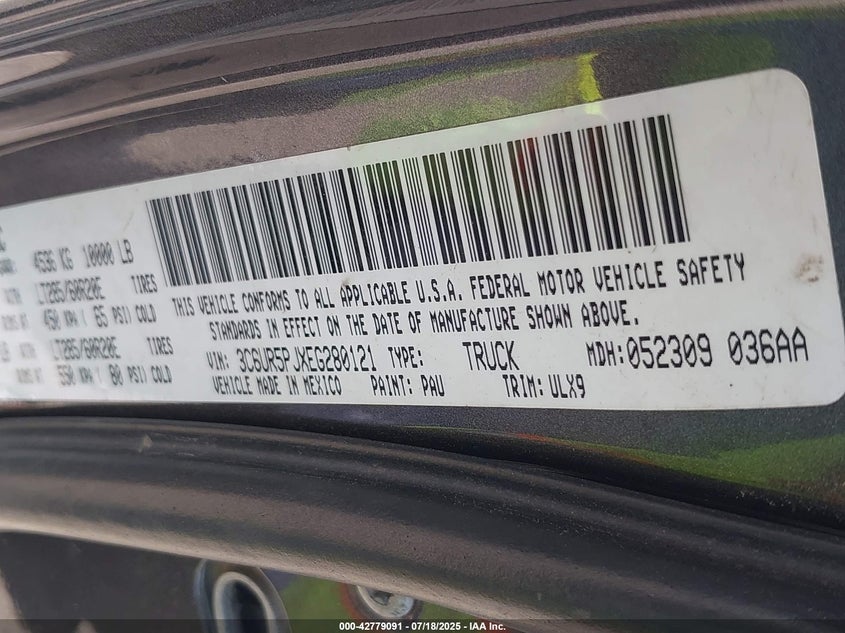 4536 KG 10000 LB
LT285/60R20E TIRES
450 KPA( 65 PSI) COLD
LT285/60R20E TIRES
550 KPA( 80 PSI) COLD
THIS VEHICLE CONFORMS TO ALL APPLICABLE U.S.A. FEDERAL MOTOR VEHICLE SAFETY
STANDARDS IN EFFECT ON THE DATE OF MANUFACTURE SHOWN ABOVE.
VIN: 3C6UR5PJXEG280121 TYPE: TRUCK MDH:052309 036AA
VEHICLE MADE IN MEXICO PAINT: PAU TRIM: ULX9
000-42779091 - 07/18/2025 - IAA Inc.